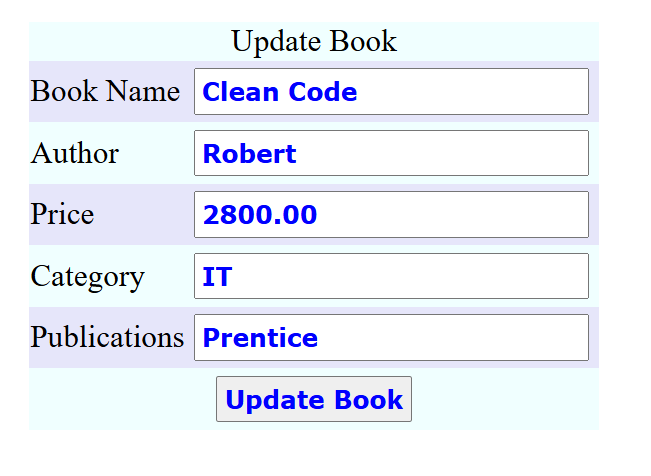 Update Book
Book Name Clean Code
Author Robert
Price 2800.00
Category IT
Publications Prentice
Update Book